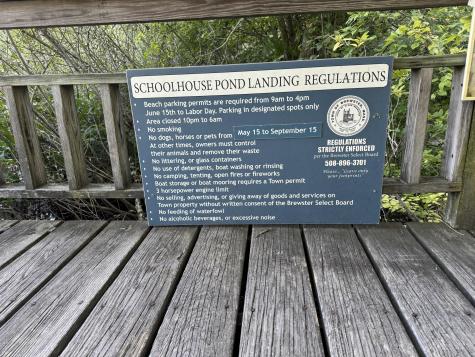 SCHOOLHOUSE POND LANDING REGULATIONS
• Beach parking permits are required from 9am to 4pm
June 15th to Labor Day, Parking in designated spots only
• Area closed 10pm to 6am
• No smoking
• No dogs, horses or pets from May 15 to September 15
At other times, owners must control
their animals and remove their waste
• No littering, or glass containers
• No use of detergents, boat washing or rinsing
• No camping, tenting, open fires or fireworks
• Boat storage or boat mooring requires a Town permit
• 3 horsepower engine limit
• No selling, advertising, or giving away of goods and services on
Town property without written consent of the Brewster Select Board
• No feeding of waterfowl
• No alcoholic beverages, or excessive noise
REGULATIONS
STRICTLY ENFORCED
per the Brewster Select Board
508-896-3701
Please... "Leave only
your footprints"